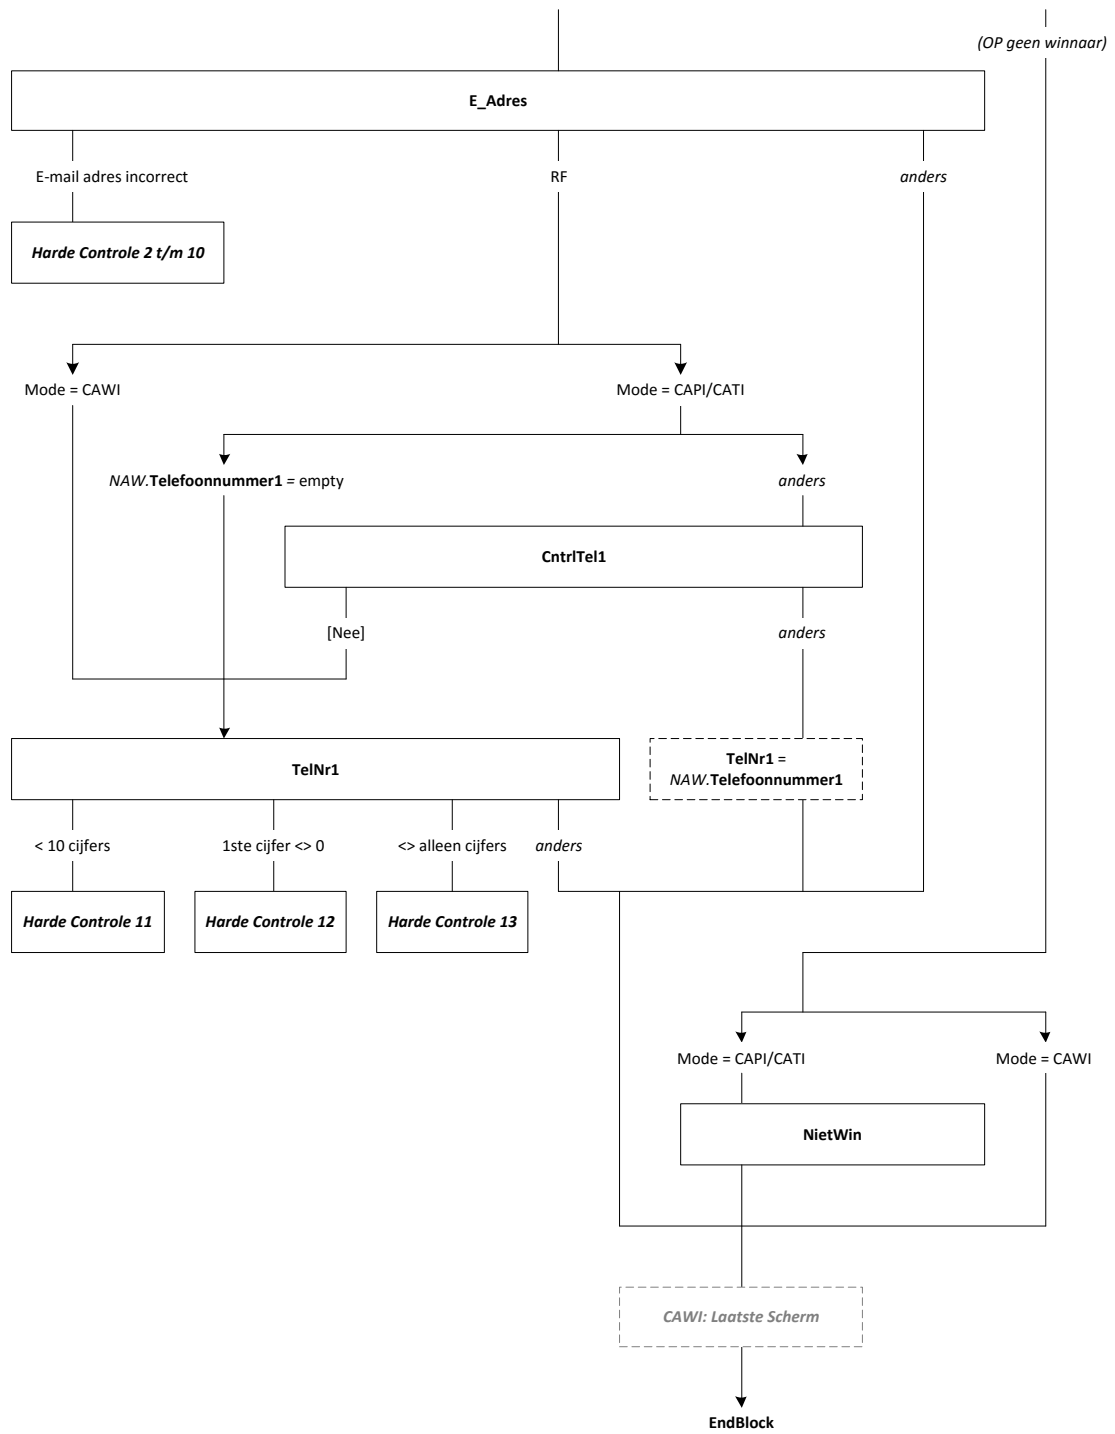 (OP geen winnaar)
E_Adres
E-mail adres incorrect
RF
anders
Harde Controle 2 t/m 10
Mode = CAWI
Mode = CAPI/CATI
NAW.Telefoonnummer1 = empty
anders
CntrlTel1
[Nee]
anders
TelNr1
TelNr1 =
NAW.Telefoonnummer1
< 10 cijfers
1ste cijfer <> 0
<> alleen cijfers
anders
Harde Controle 11
Harde Controle 12
Harde Controle 13
Mode = CAPI/CATI
Mode = CAWI
NietWin
CAWI: Laatste Scherm
EndBlock